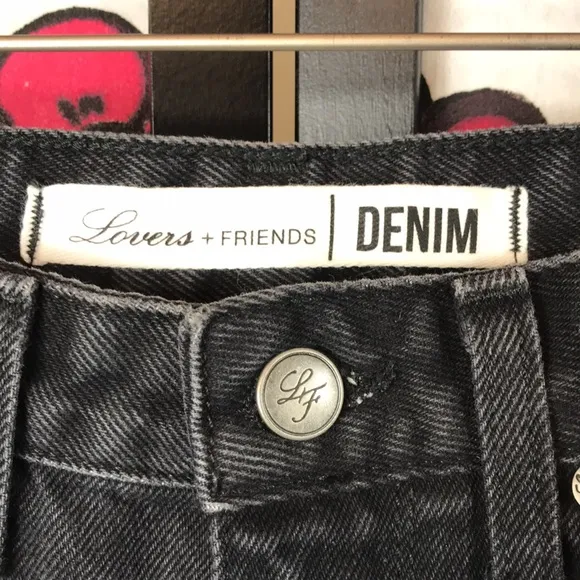 Lovers + FRIENDS | DENIM
LF